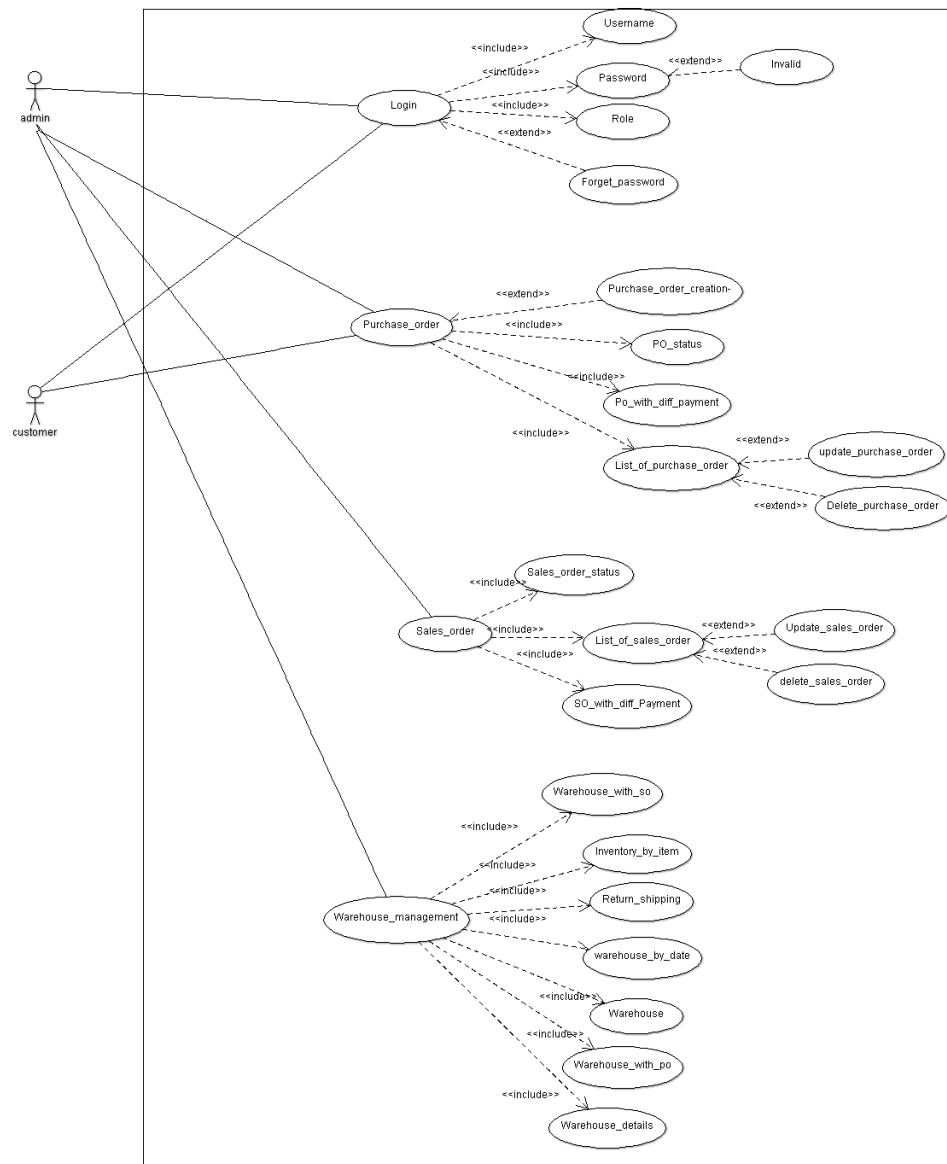 Username
<<include>>
<<include>>
<<extend>>
Invalid
Password
admin
Login
<<include>>
Role
<<extend>>
Forget_password
Purchase_order_creation-
<<extend>>
Purchase_order
<<include>>
PO_status
<<include>>
Po_with_diff_payment
customer
<<include>>
<<extend>>
update_purchase_order
List_of_purchase_order
<<extend>>
Delete_purchase_order
Sales_order_status
<<include>>
Sales_order
<<include>>
List_of_sales_order
<<extend>>
Update_sales_order
<<extend>>
<<include>>
delete_sales_order
SO_with_diff_Payment
Warehouse_with_so
<<include>>
Inventory_by_item
<<include>>
<<include>>
Return_shipping
Warehouse_management
<<include>>
warehouse_by_date
<<include>>
Warehouse
<<include>>
Warehouse_with_po
<<include>>
Warehouse_details